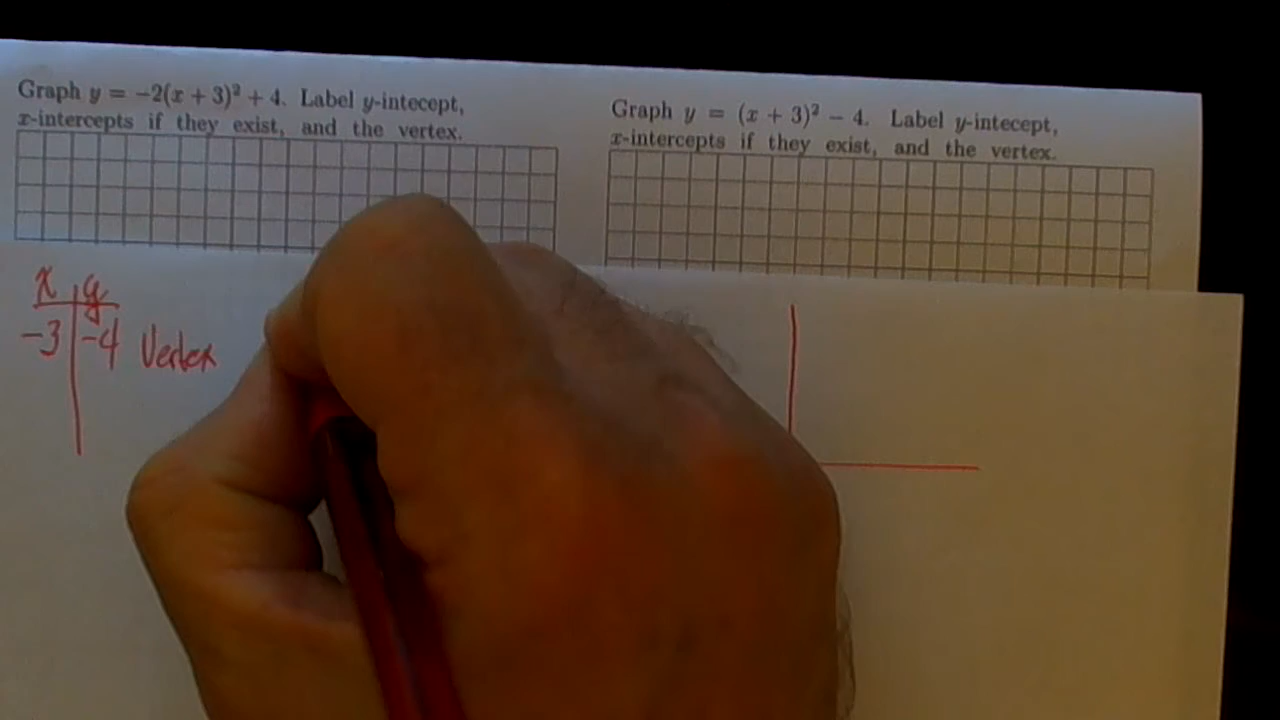 Graph y = −2(x + 3)² + 4. Label y-intecept,
x-intercepts if they exist, and the vertex.
Graph y = (x + 3)² − 4. Label y-intecept,
x-intercepts if they exist, and the vertex.
x y
-3 -4 Vertex